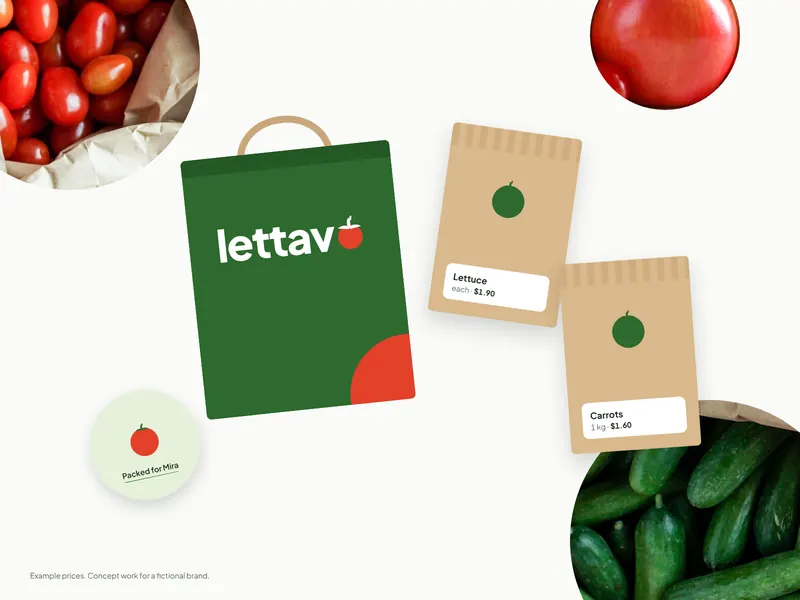 lettavo
Lettuce
each · $1.90
Carrots
1 kg · $1.60
Packed for Mira
Example prices. Concept work for a fictional brand.